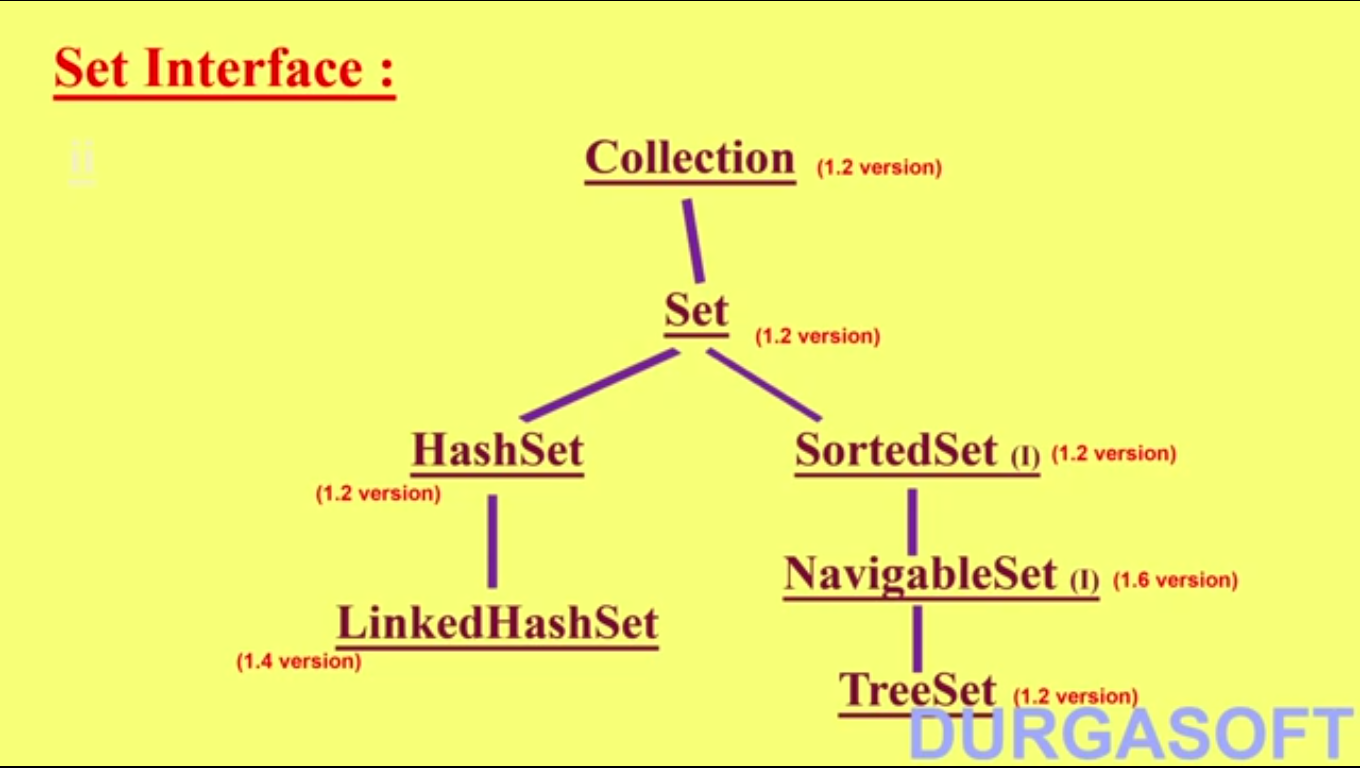 Set Interface :
ii
Collection (1.2 version)
Set (1.2 version)
HashSet (1.2 version)
SortedSet (I) (1.2 version)
NavigableSet (I) (1.6 version)
LinkedHashSet (1.4 version)
TreeSet (1.2 version)
DURGASOFT